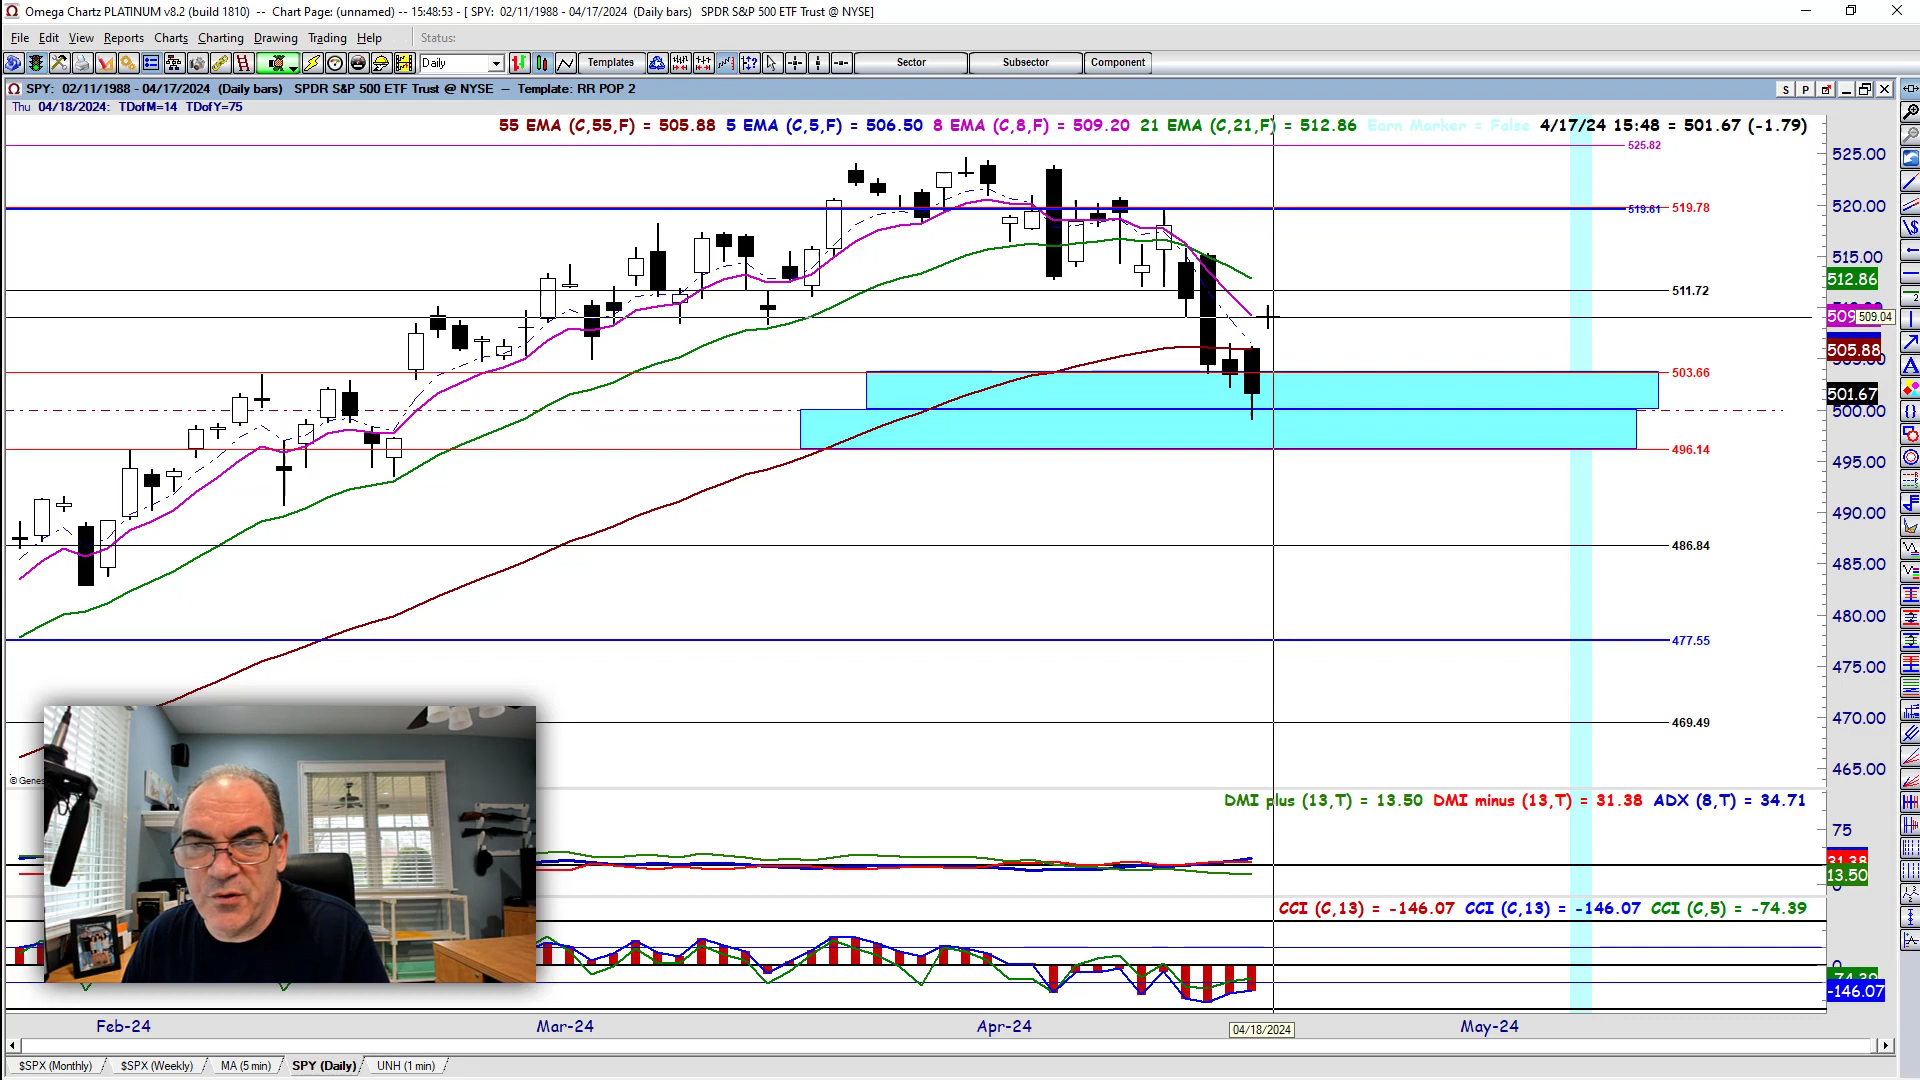 Omega Chartz PLATINUM v8.2 (build 1810) -- Chart Page: (unnamed) -- 15:48:53 - [ SPY: 02/11/1988 - 04/17/2024 (Daily bars) SPDR S&P 500 ETF Trust @ NYSE]
File Edit View Reports Charts Charting Drawing Trading Help Status:
Daily Templates Sector Subsector Component
SPY: 02/11/1988 - 04/17/2024 (Daily bars) SPDR S&P 500 ETF Trust @ NYSE – Template: RR POP 2 S P
Thu 04/18/2024: TDofM=14 TDofY=75
55 EMA (C,55,F) = 505.88 5 EMA (C,5,F) = 506.50 8 EMA (C,8,F) = 509.20 21 EMA (C,21,F) = 512.86 Earn Marker = False 4/17/24 15:48 = 501.67 (-1.79)
525.82
525.00
519.61 519.78
520.00
515.00
512.86
511.72
509.04
505.88
503.66
501.67
500.00
496.14
495.00
490.00
486.84
485.00
480.00
477.55
475.00
469.49
470.00
465.00
DMI plus (13,T) = 13.50 DMI minus (13,T) = 31.38 ADX (8,T) = 34.71
75
31.38
13.50
CCI (C,13) = -146.07 CCI (C,13) = -146.07 CCI (C,5) = -74.39
0
-74.39
-146.07
Feb-24 Mar-24 Apr-24 04/18/2024 May-24
$SPX (Monthly) $SPX (Weekly) MA (5 min) SPY (Daily) UNH (1 min)